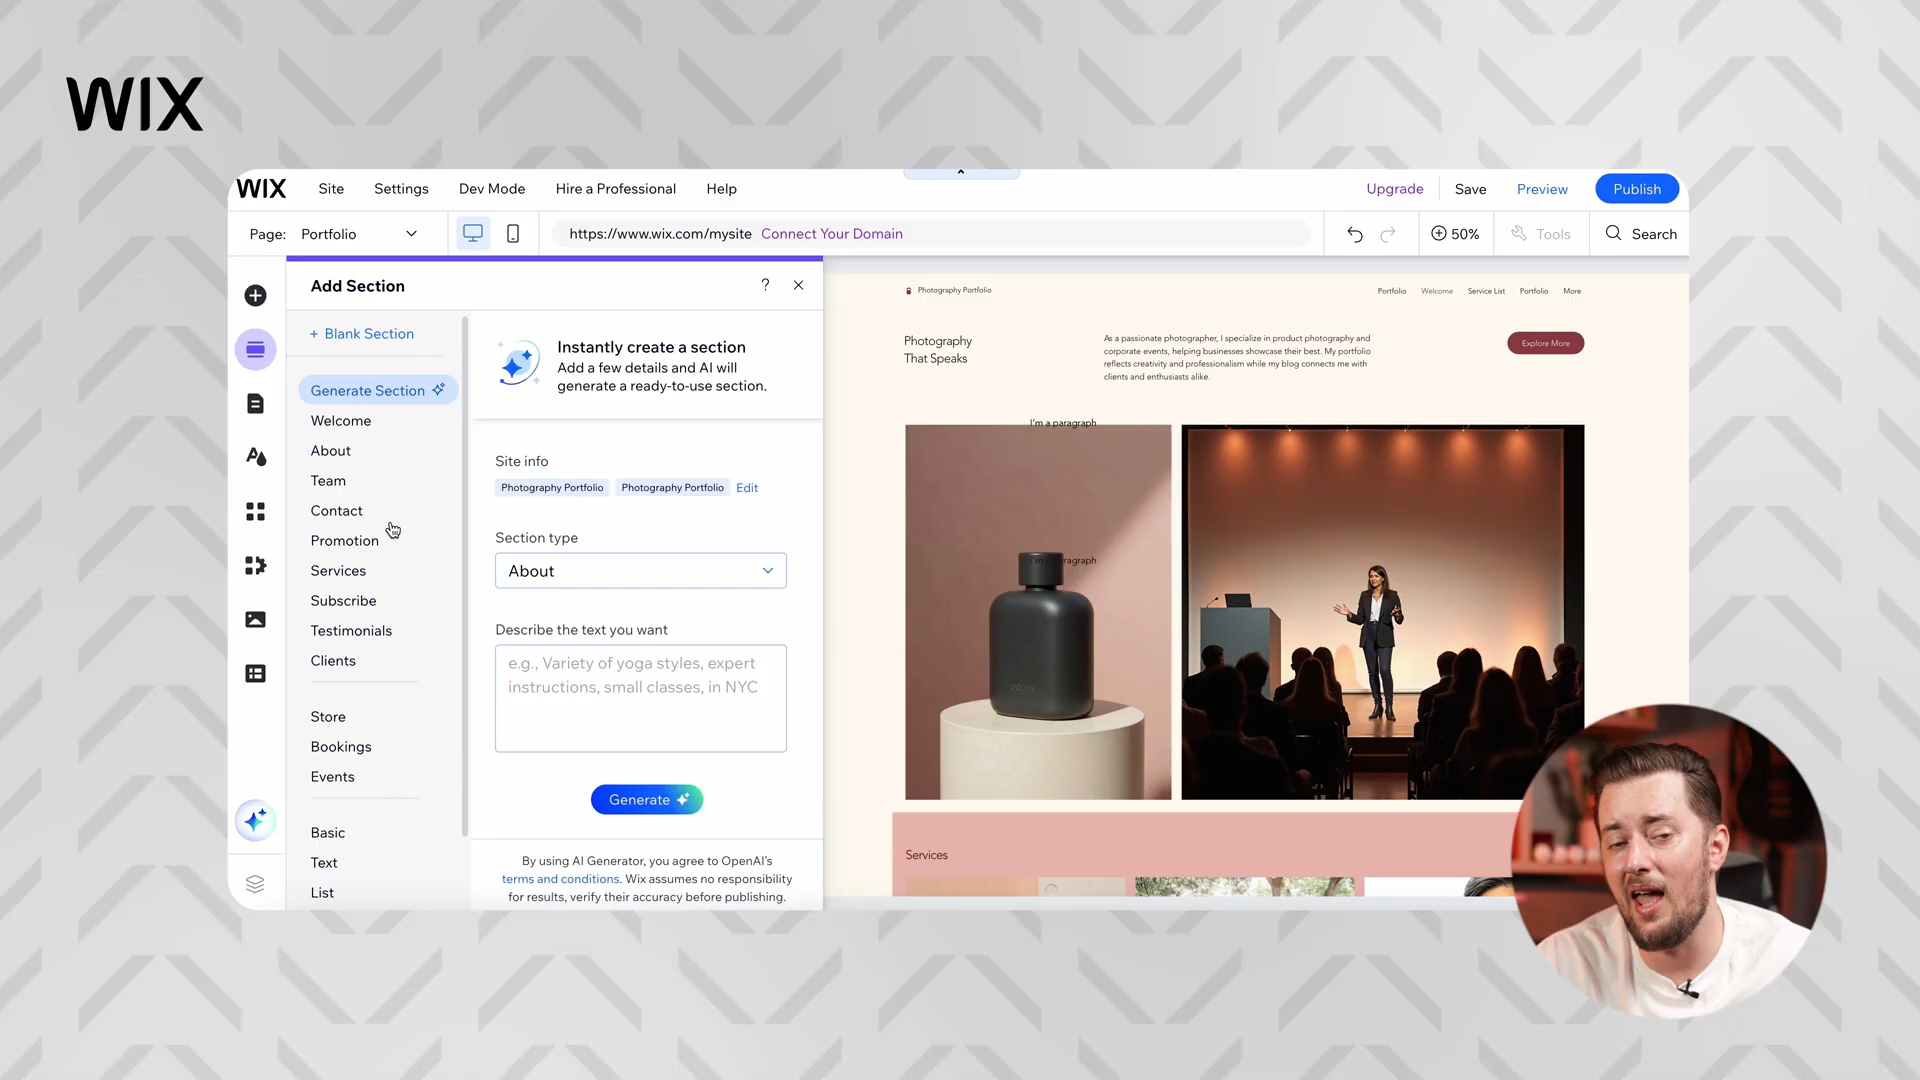 WIX
WIX Site Settings Dev Mode Hire a Professional Help Upgrade Save Preview Publish
Page: Portfolio https://www.wix.com/mysite Connect Your Domain 50% Tools Search
Add Section ?
+ Blank Section
Generate Section
Welcome
About
Team
Contact
Promotion
Services
Subscribe
Testimonials
Clients
Store
Bookings
Events
Basic
Text
List
Instantly create a section
Add a few details and AI will
generate a ready-to-use section.
Site info
Photography Portfolio Photography Portfolio Edit
Section type
About
Describe the text you want
e.g., Variety of yoga styles, expert
instructions, small classes, in NYC
Generate
By using AI Generator, you agree to OpenAI's
terms and conditions. Wix assumes no responsibility
for results, verify their accuracy before publishing.
Photography Portfolio Portfolio Welcome Service List Portfolio More
Photography
That Speaks
As a passionate photographer, I specialize in product photography and
corporate events, helping businesses showcase their best. My portfolio
reflects creativity and professionalism while my blog connects me with
clients and enthusiasts alike.
Explore More
I'm a paragraph
I'm a paragraph
Services